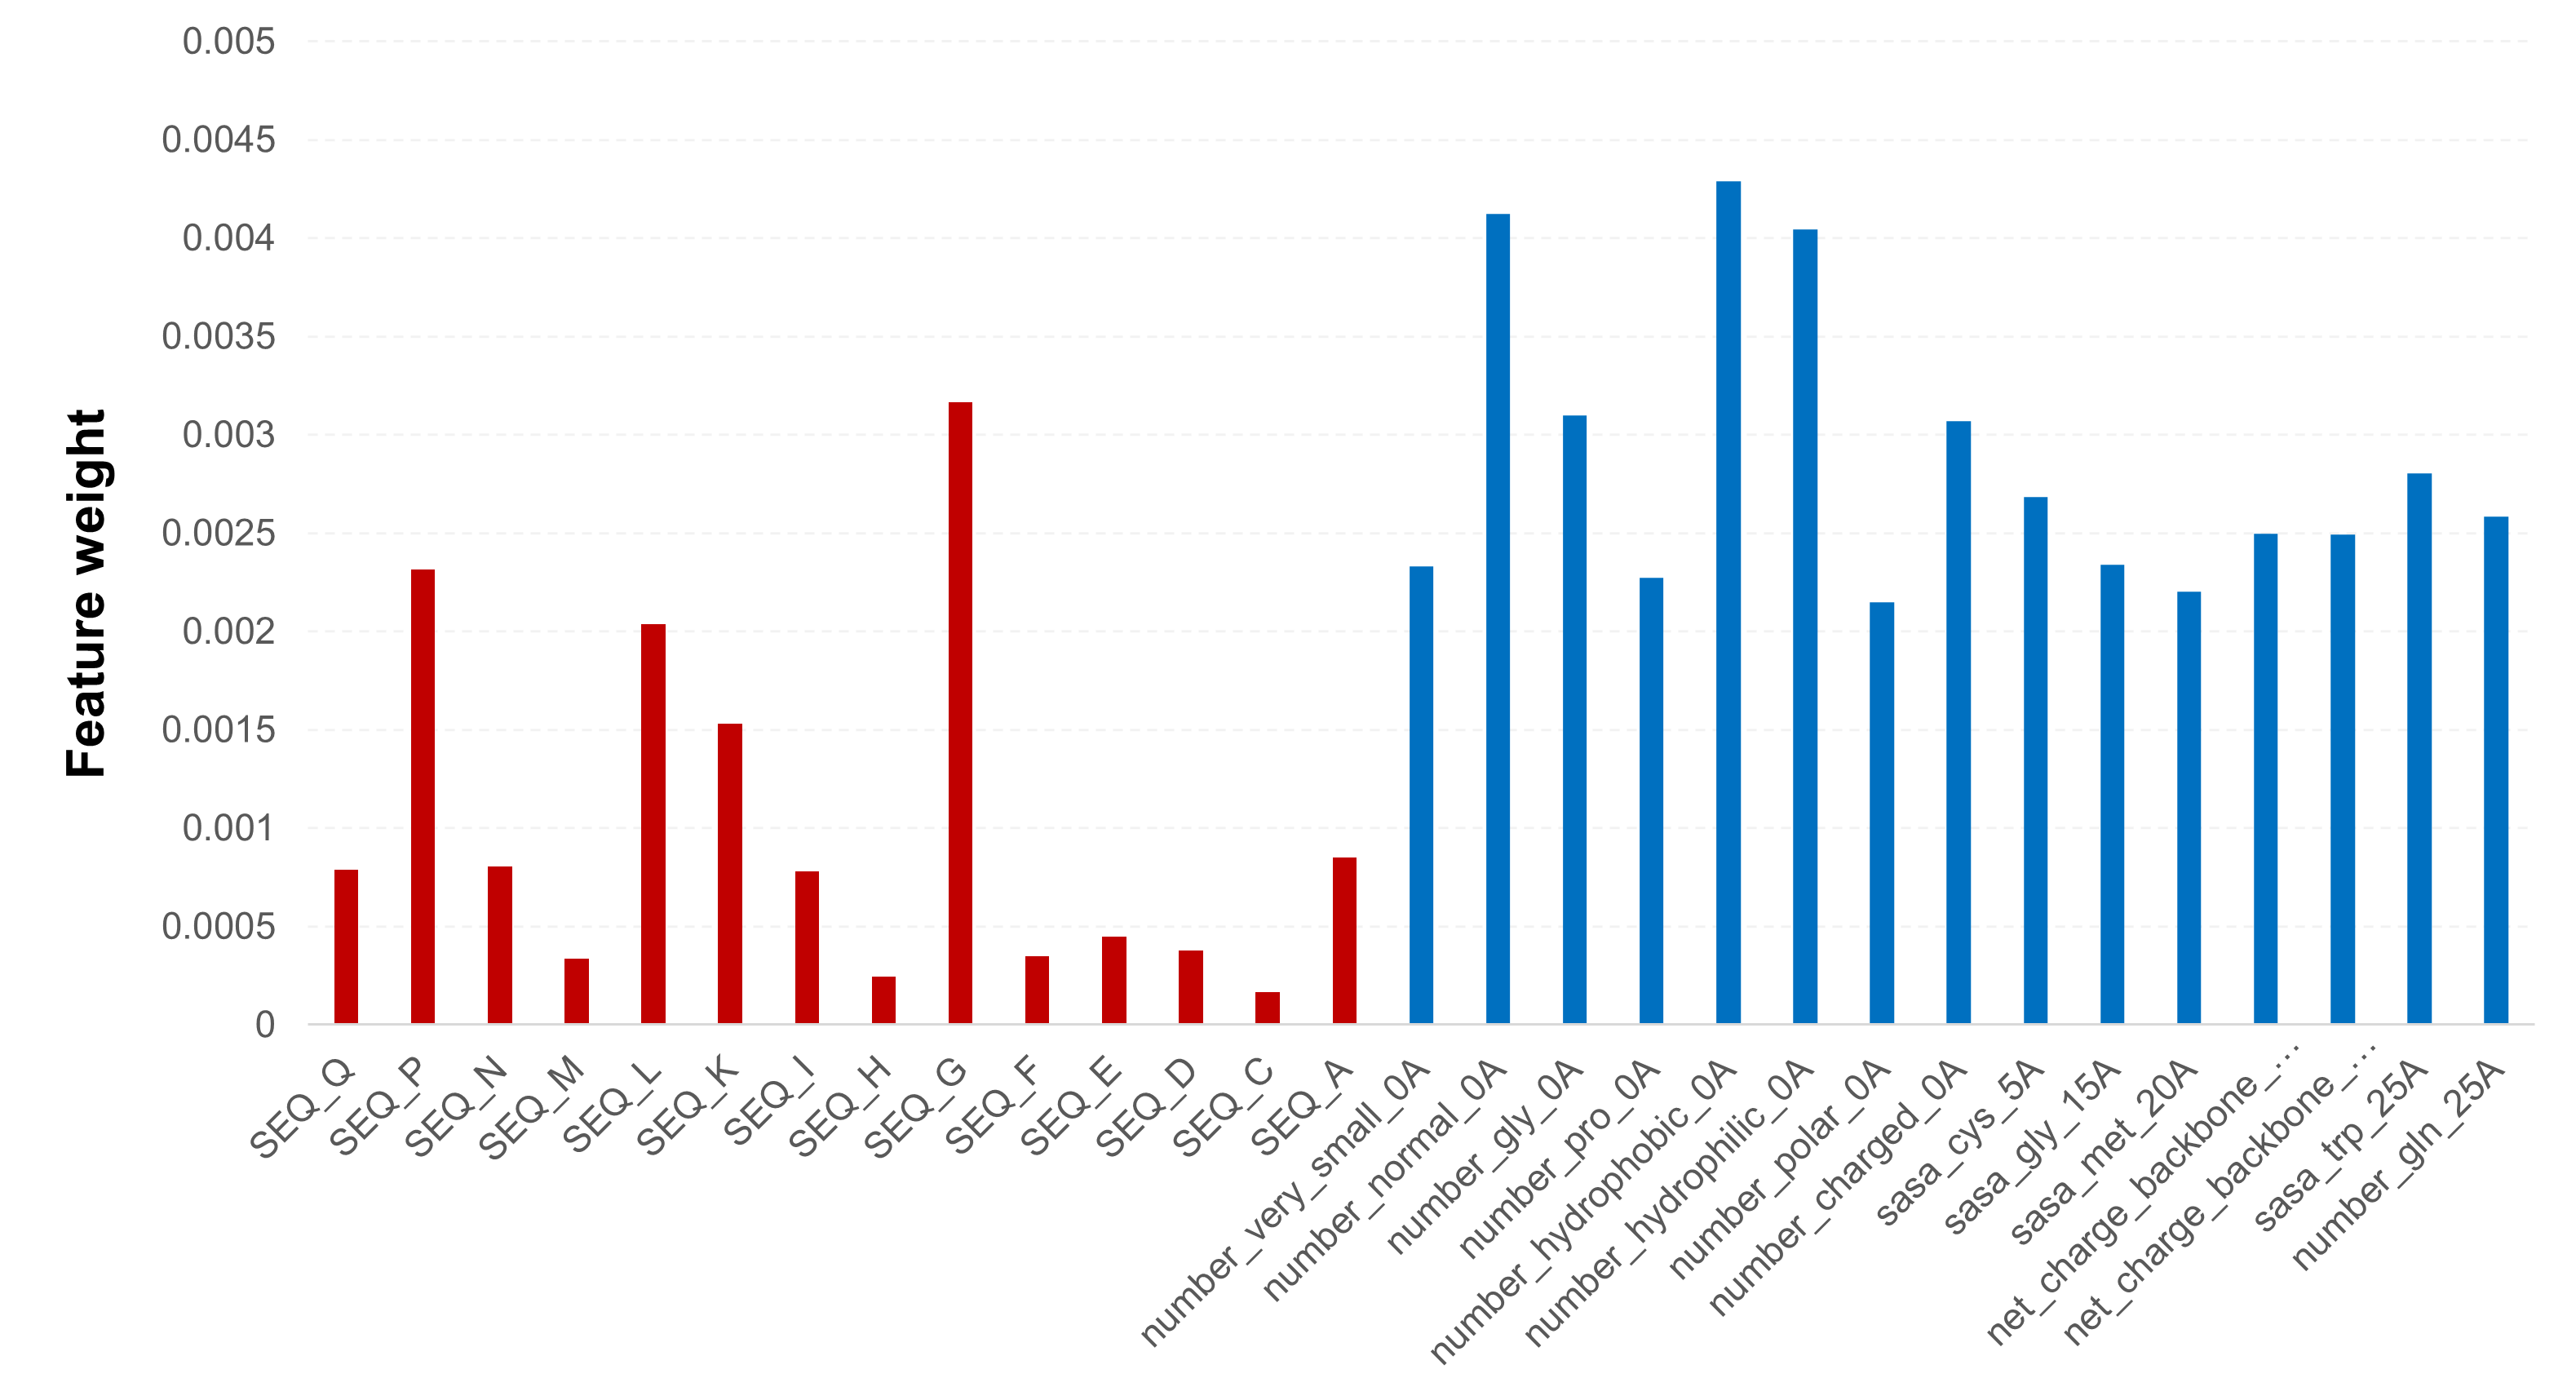 0.005
0.0045
0.004
0.0035
0.003
0.0025
0.002
0.0015
0.001
0.0005
0
Feature weight
SEQ_Q
SEQ_P
SEQ_N
SEQ_M
SEQ_L
SEQ_K
SEQ_I
SEQ_H
SEQ_G
SEQ_F
SEQ_E
SEQ_D
SEQ_C
SEQ_A
number_very_small_0A
number_normal_0A
number_gly_0A
number_pro_0A
number_hydrophobic_0A
number_hydrophilic_0A
number_polar_0A
number_charged_0A
sasa_cys_5A
sasa_gly_15A
sasa_met_20A
net_charge_backbone_…
net_charge_backbone_…
sasa_trp_25A
number_gln_25A